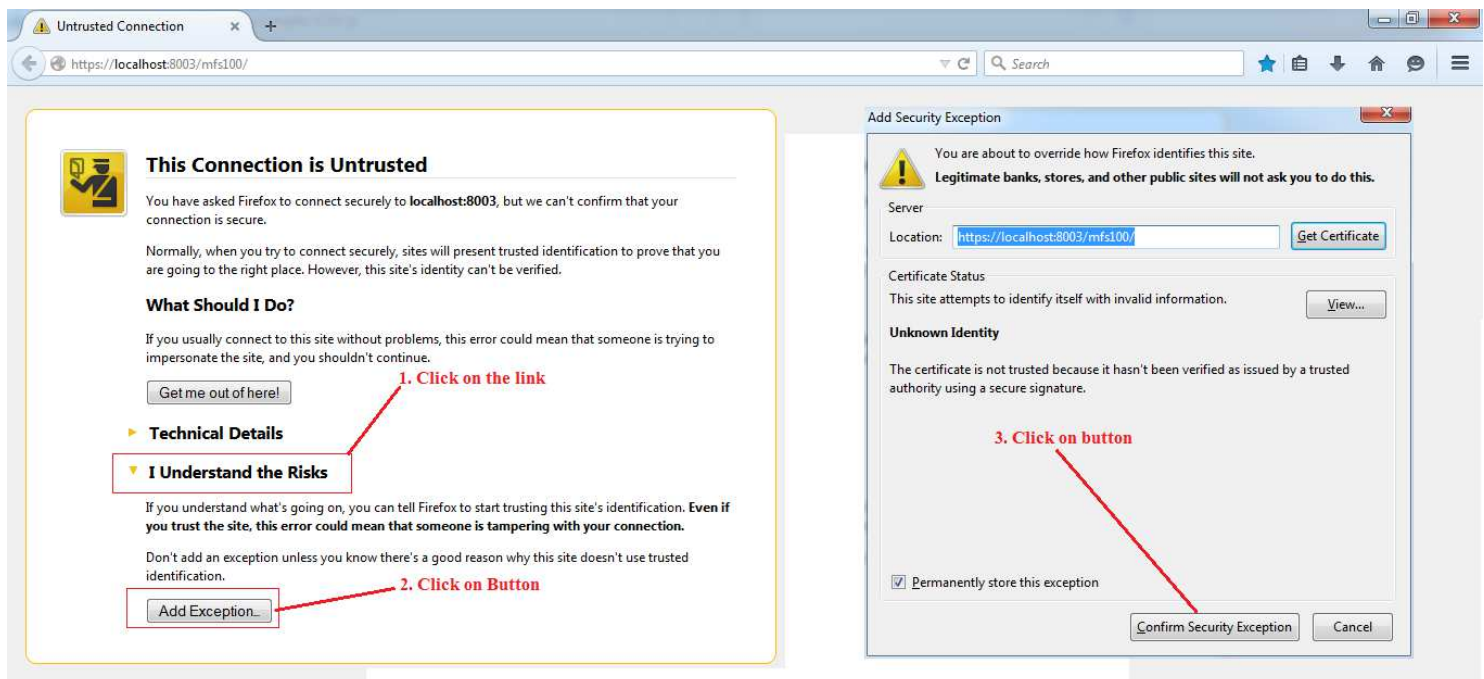 Untrusted Connection
https://localhost:8003/mfs100/
Search
This Connection is Untrusted
You have asked Firefox to connect securely to localhost:8003, but we can't confirm that your
connection is secure.
Normally, when you try to connect securely, sites will present trusted identification to prove that you
are going to the right place. However, this site's identity can't be verified.
What Should I Do?
If you usually connect to this site without problems, this error could mean that someone is trying to
impersonate the site, and you shouldn't continue.
1. Click on the link
Get me out of here!
Technical Details
I Understand the Risks
If you understand what's going on, you can tell Firefox to start trusting this site's identification. Even if
you trust the site, this error could mean that someone is tampering with your connection.
Don't add an exception unless you know there's a good reason why this site doesn't use trusted
identification.
2. Click on Button
Add Exception...
Add Security Exception
You are about to override how Firefox identifies this site.
Legitimate banks, stores, and other public sites will not ask you to do this.
Server
Location: https://localhost:8003/mfs100/ Get Certificate
Certificate Status
This site attempts to identify itself with invalid information.
View...
Unknown Identity
The certificate is not trusted because it hasn't been verified as issued by a trusted
authority using a secure signature.
3. Click on button
Permanently store this exception
Confirm Security Exception Cancel